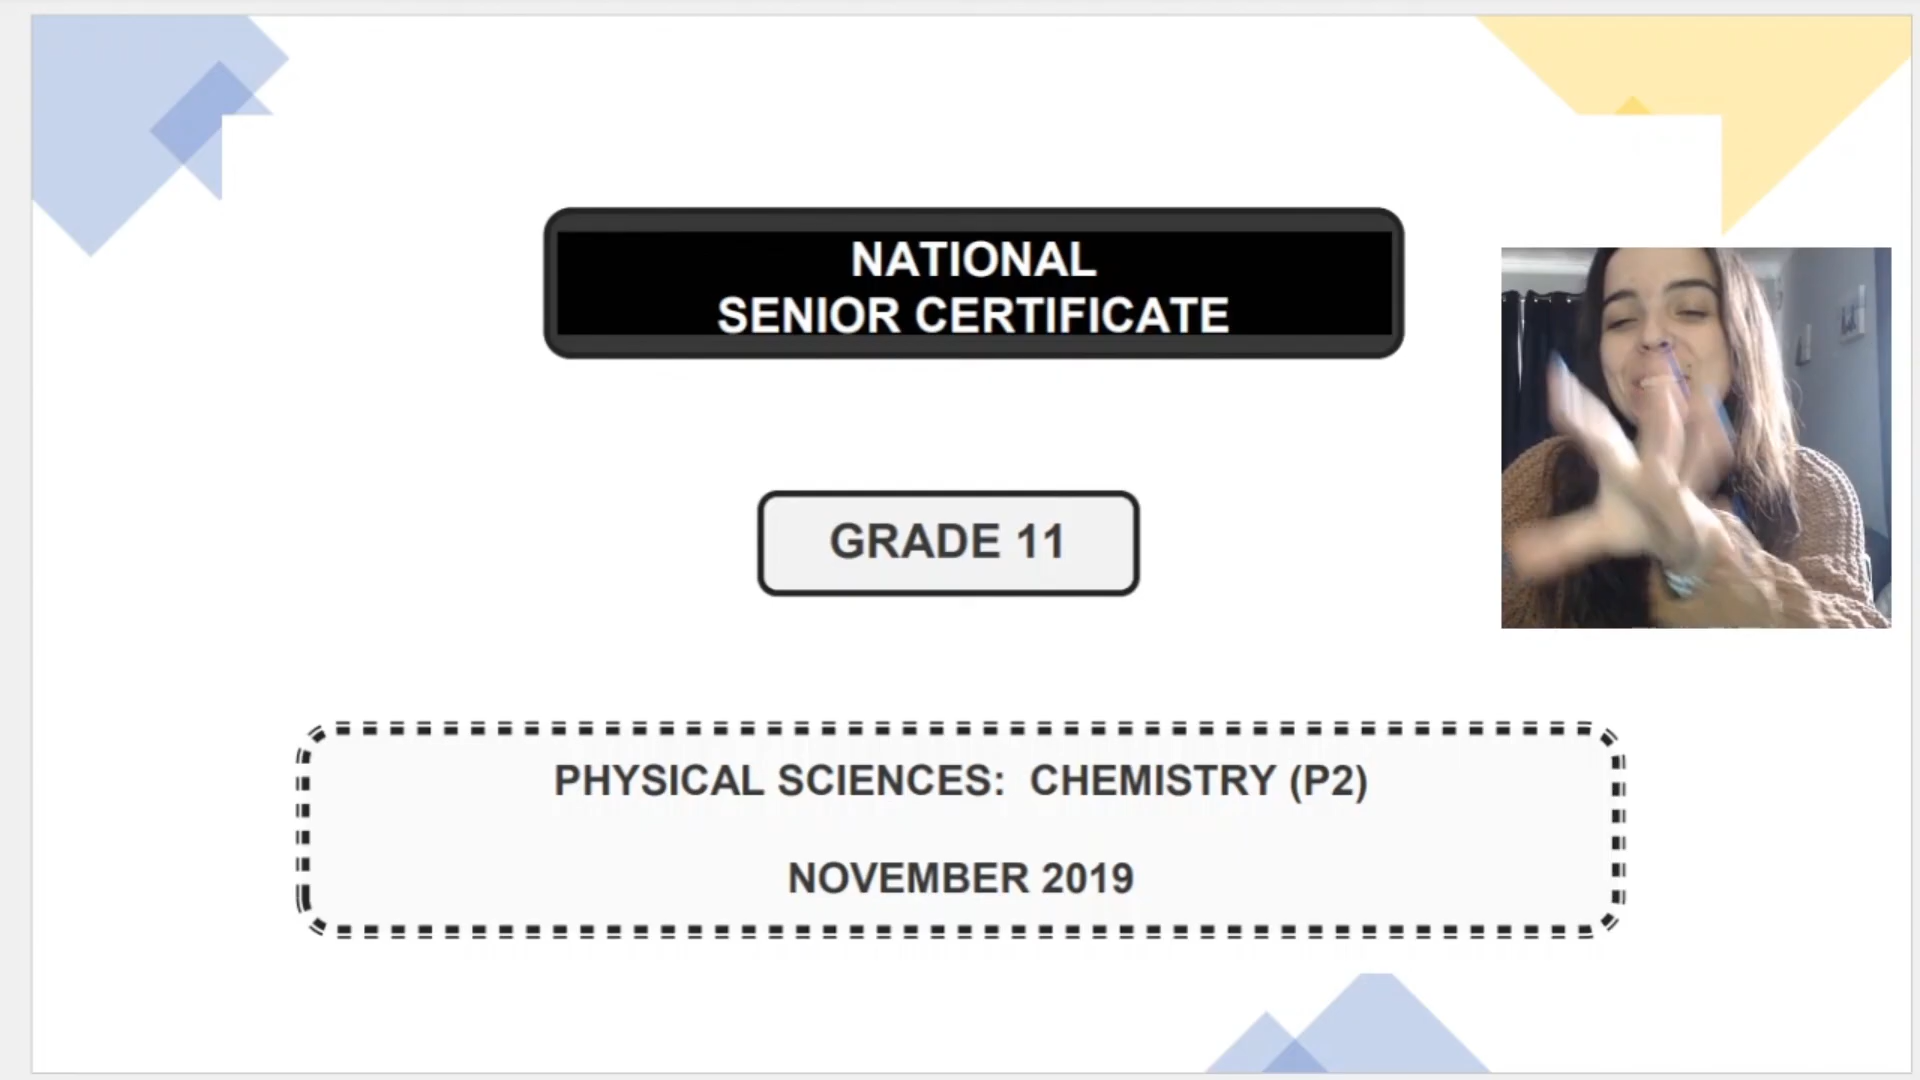 NATIONAL
SENIOR CERTIFICATE
GRADE 11
PHYSICAL SCIENCES: CHEMISTRY (P2)
NOVEMBER 2019